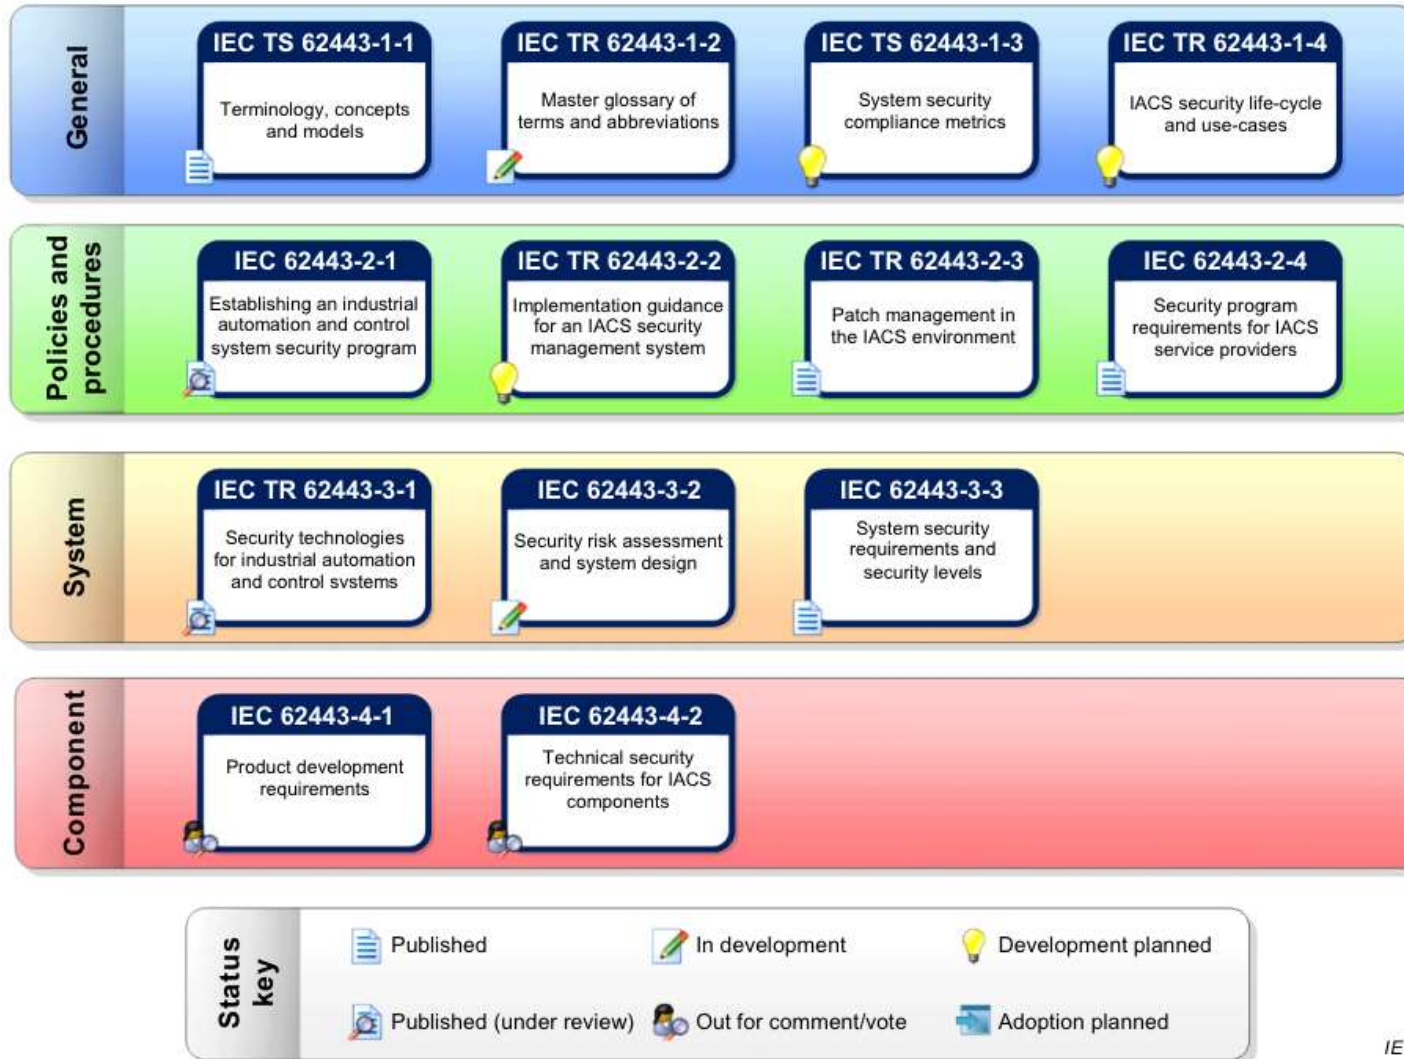 General
IEC TS 62443-1-1
Terminology, concepts
and models
IEC TR 62443-1-2
Master glossary of
terms and abbreviations
IEC TS 62443-1-3
System security
compliance metrics
IEC TR 62443-1-4
IACS security life-cycle
and use-cases
Policies and
procedures
IEC 62443-2-1
Establishing an industrial
automation and control
system security program
IEC TR 62443-2-2
Implementation guidance
for an IACS security
management system
IEC TR 62443-2-3
Patch management in
the IACS environment
IEC 62443-2-4
Security program
requirements for IACS
service providers
System
IEC TR 62443-3-1
Security technologies
for industrial automation
and control systems
IEC 62443-3-2
Security risk assessment
and system design
IEC 62443-3-3
System security
requirements and
security levels
Component
IEC 62443-4-1
Product development
requirements
IEC 62443-4-2
Technical security
requirements for IACS
components
Status
key
Published
In development
Development planned
Published (under review)
Out for comment/vote
Adoption planned
IE